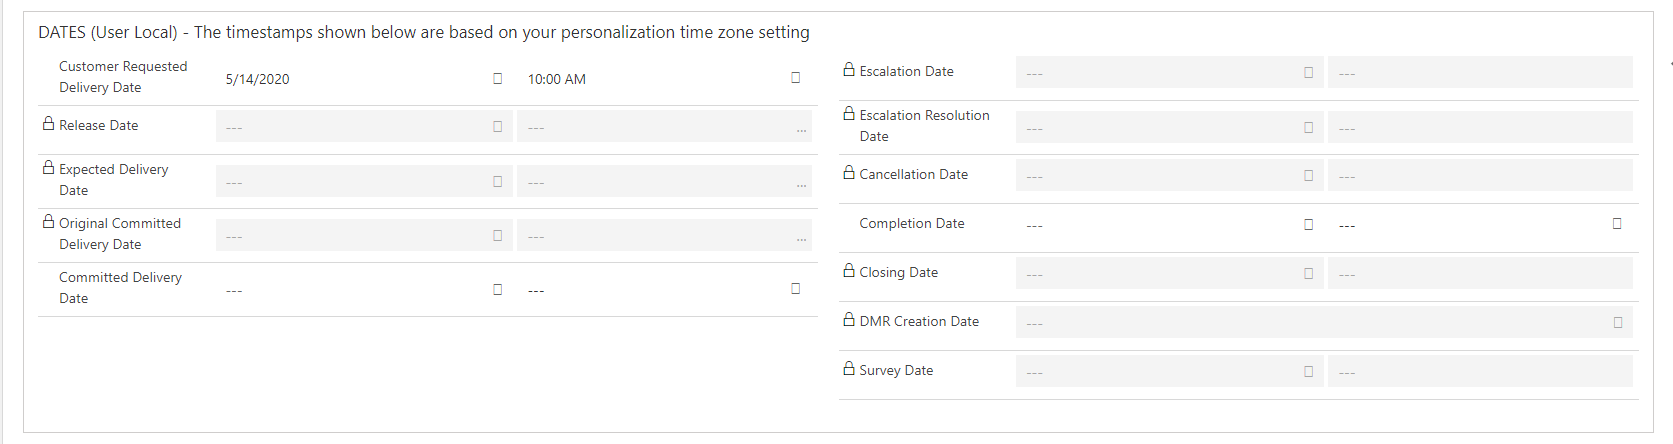 DATES (User Local) - The timestamps shown below are based on your personalization time zone setting
Customer Requested
Delivery Date
5/14/2020
10:00 AM
Release Date
---
---
...
Expected Delivery
Date
---
---
...
Original Committed
Delivery Date
---
---
...
Committed Delivery
Date
---
---
Escalation Date
---
---
Escalation Resolution
Date
---
---
Cancellation Date
---
---
Completion Date
---
---
Closing Date
---
---
DMR Creation Date
---
Survey Date
---
---